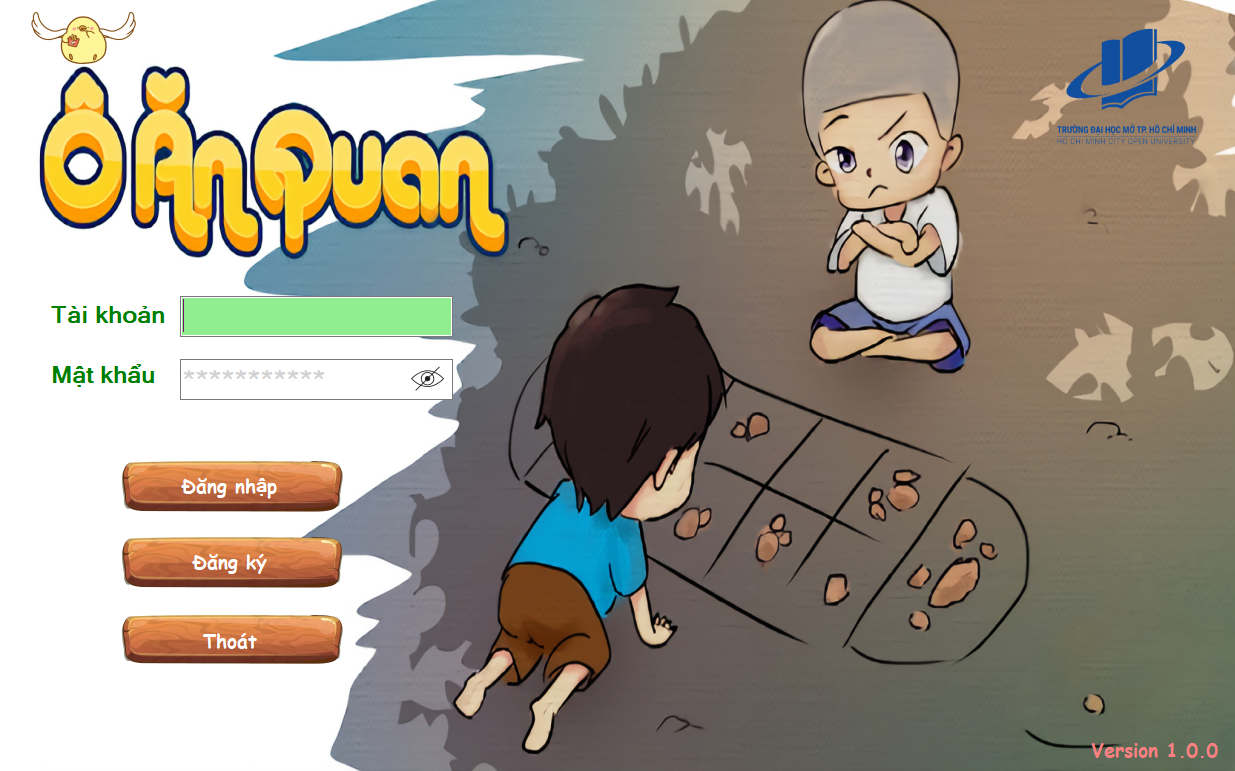 Ô Ăn Quan
TRƯỜNG ĐẠI HỌC MỞ TP. HỒ CHÍ MINH
HO CHI MINH CITY OPEN UNIVERSITY
Tài khoản
Mật khẩu
***********
Đăng nhập
Đăng ký
Thoát
Version 1.0.0